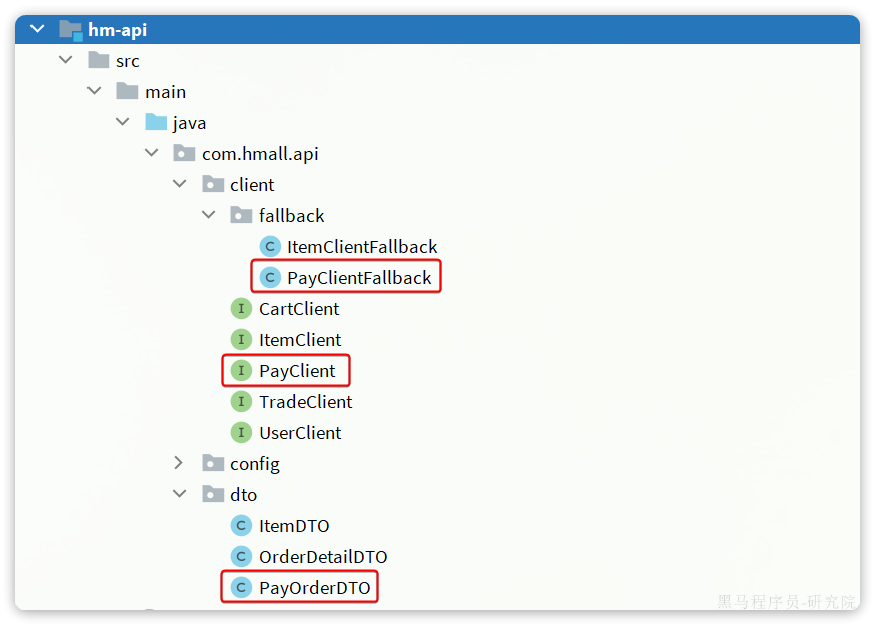 hm-api
src
main
java
com.hmall.api
client
fallback
C ItemClientFallback
C PayClientFallback
I CartClient
I ItemClient
I PayClient
I TradeClient
I UserClient
config
dto
C ItemDTO
C OrderDetailDTO
C PayOrderDTO
黑马程序员-研究院